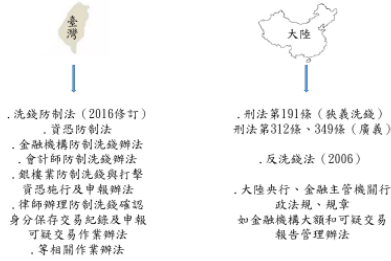 臺
灣
大陸
.洗錢防制法（2016修訂）
.資恐防制法
.金融機構防制洗錢辦法
.會計師防制洗錢辦法
.銀樓業防制洗錢與打擊
資恐施行及申報辦法
.律師辦理防制洗錢確認
身分保存交易紀錄及申報
可疑交易作業辦法
.等相關作業辦法
.刑法第191條（狹義洗錢）
刑法第312條、349條（廣義）
.反洗錢法（2006）
.大陸央行、金融主管機關行
政法規、規章
如金融機構大額和可疑交易
報告管理辦法